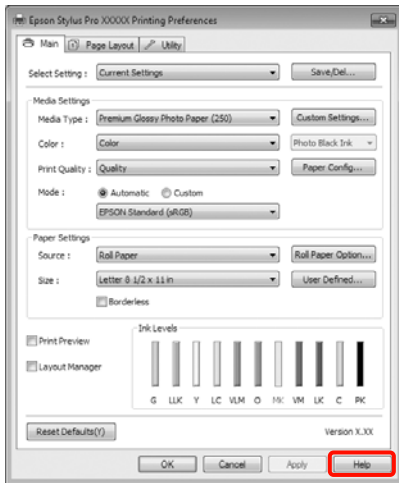 Epson Stylus Pro XXXXX Printing Preferences
Main Page Layout Utility
Select Setting : Current Settings Save/Del...
Media Settings
Media Type : Premium Glossy Photo Paper (250) Custom Settings...
Color : Color Photo Black Ink
Print Quality : Quality Paper Config...
Mode : Automatic Custom
EPSON Standard (sRGB)
Paper Settings
Source : Roll Paper Roll Paper Option...
Size : Letter 8 1/2 x 11 in User Defined...
Borderless
Ink Levels
Print Preview
Layout Manager
G LLK Y LC VLM O MK VM LK C PK
Reset Defaults(Y) Version X.XX
OK Cancel Apply Help